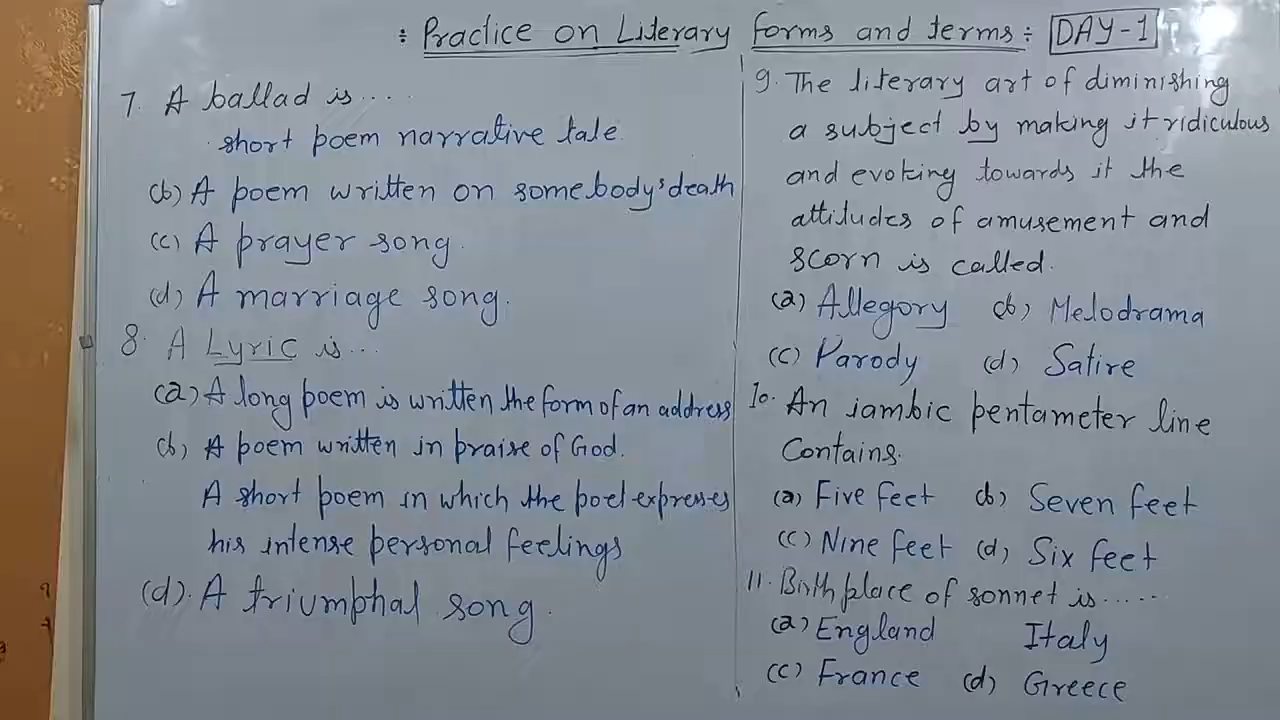 : Practice on Literary forms and terms : DAY-1
7. A ballad is....
short poem narrative tale.
(b) A poem written on somebody's death
(c) A prayer song.
(d) A marriage song.
8. A Lyric is...
(a) A long poem is written the form of an address
(b) A poem written in praise of God.
A short poem in which the poet expresses
his intense personal feelings
(d). A triumphal song.
9. The literary art of diminishing
a subject by making it ridiculous
and evoking towards it the
attitudes of amusement and
scorn is called.
(a) Allegory (b) Melodrama
(c) Parody (d) Satire
10. An iambic pentameter line
Contains.
(a) Five feet (b) Seven feet
(c) Nine feet (d) Six feet
11. Birth place of sonnet is......
(a) England Italy
(c) France (d) Greece